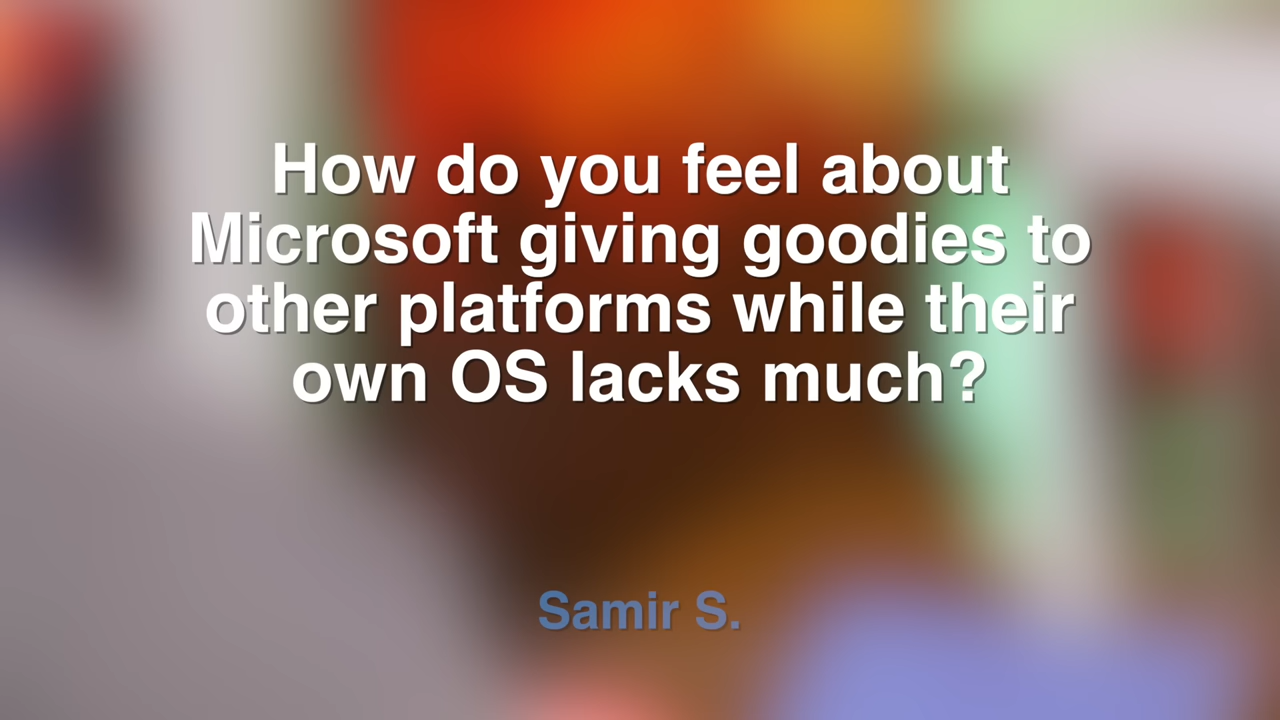 How do you feel about
Microsoft giving goodies to
other platforms while their
own OS lacks much?
Samir S.